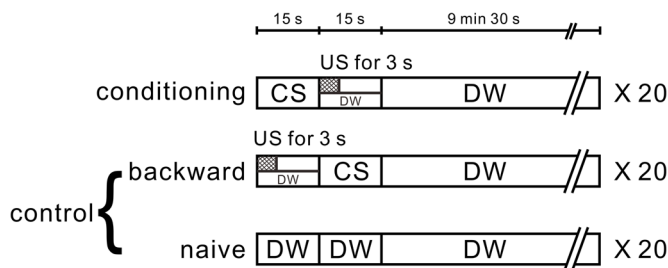 15 s 15 s 9 min 30 s
US for 3 s
conditioning CS DW DW X 20
US for 3 s
backward DW CS DW X 20
control
naive DW DW DW X 20